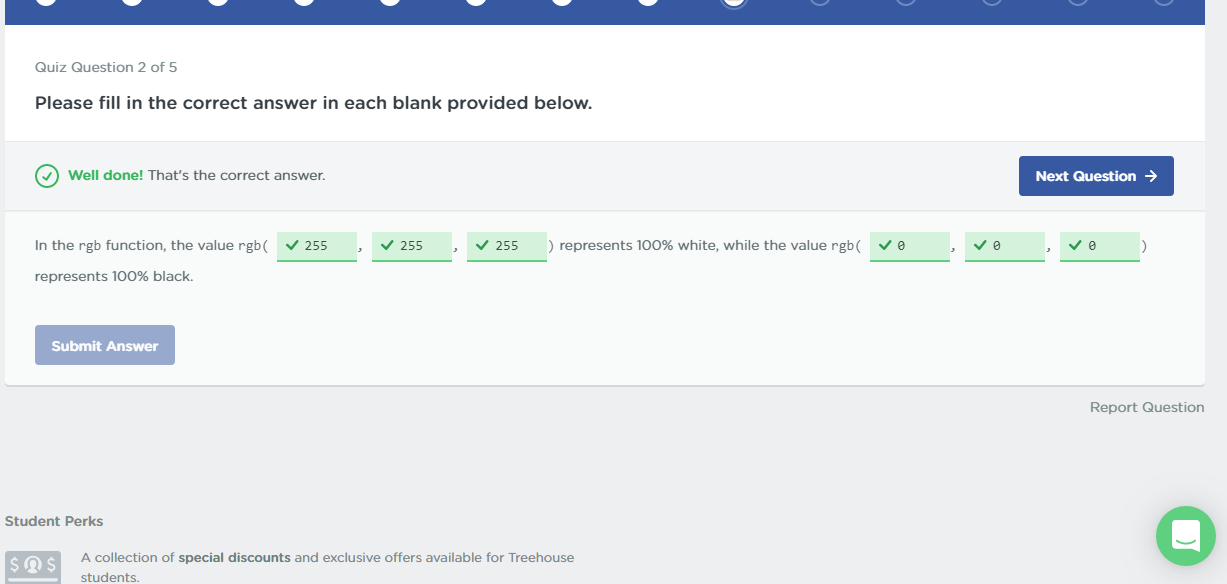 Quiz Question 2 of 5
Please fill in the correct answer in each blank provided below.
Well done! That's the correct answer.
Next Question →
In the rgb function, the value rgb( 255 , 255 , 255 ) represents 100% white, while the value rgb( 0 , 0 , 0 )
represents 100% black.
Submit Answer
Report Question
Student Perks
A collection of special discounts and exclusive offers available for Treehouse
students.